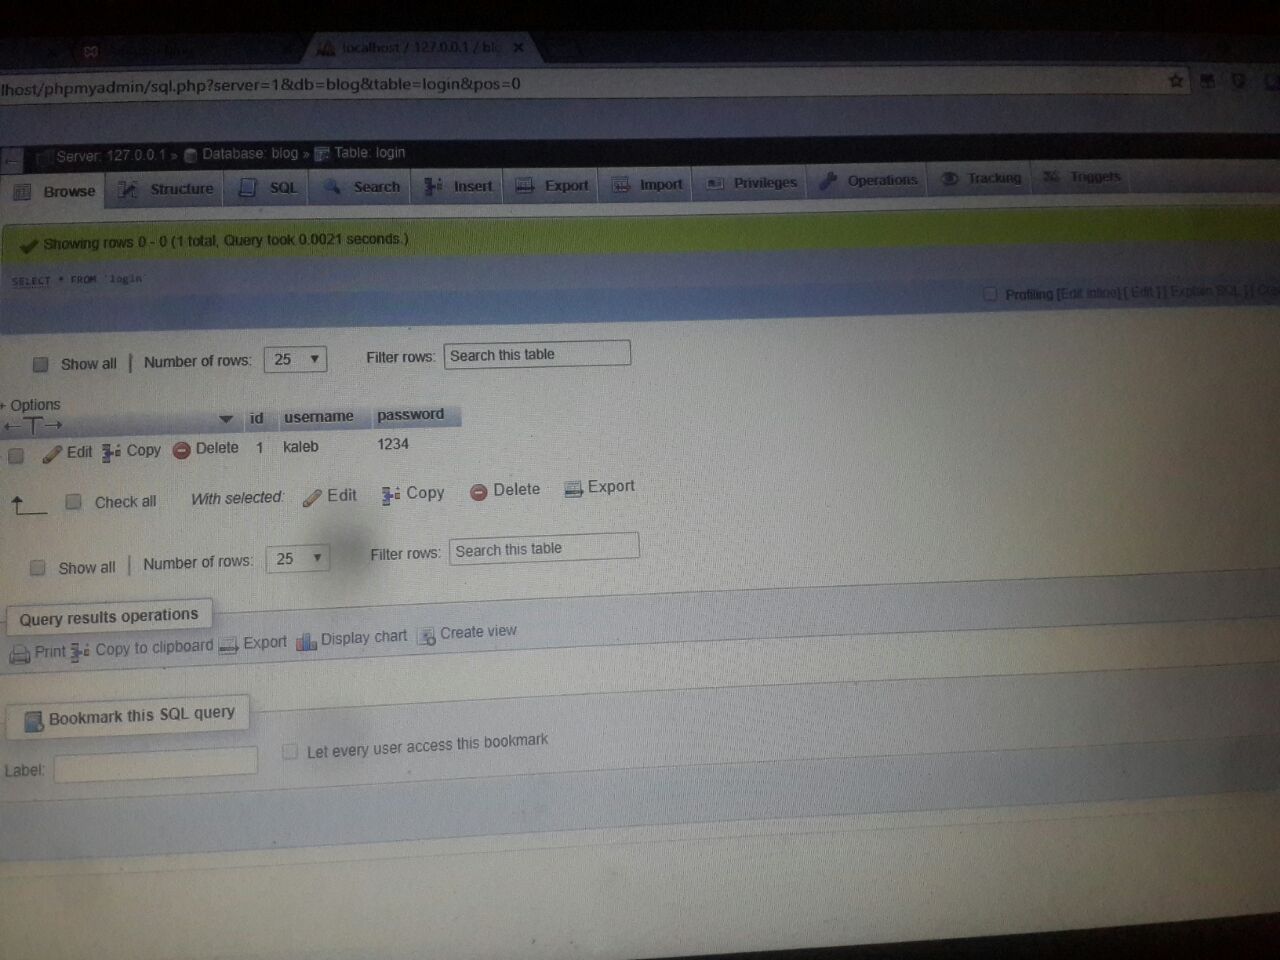 localhost / 127.0.0.1 / blo
lhost/phpmyadmin/sql.php?server=1&db=blog&table=login&pos=0
Server: 127.0.0.1 » Database: blog » Table: login
Browse Structure SQL Search Insert Export Import Privileges Operations Tracking Triggers
Showing rows 0 - 0 (1 total, Query took 0.0021 seconds.)
SELECT * FROM `login`
Profiling [Edit inline] [ Edit ] [ Explain SQL ] [
Show all | Number of rows: 25 Filter rows: Search this table
+ Options
id username password
Edit Copy Delete 1 kaleb 1234
Check all With selected: Edit Copy Delete Export
Show all | Number of rows: 25 Filter rows: Search this table
Query results operations
Print Copy to clipboard Export Display chart Create view
Bookmark this SQL query
Label: Let every user access this bookmark